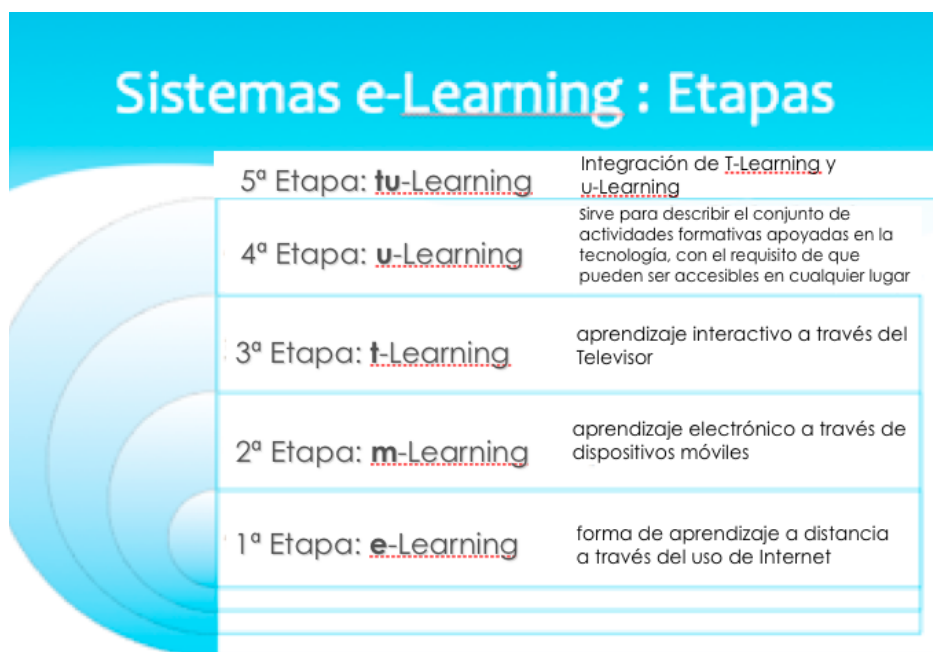 Sistemas e-Learning : Etapas
5ª Etapa: tu-Learning
Integración de T-Learning y
u-Learning
4ª Etapa: u-Learning
Sirve para describir el conjunto de
actividades formativas apoyadas en la
tecnología, con el requisito de que
pueden ser accesibles en cualquier lugar
3ª Etapa: t-Learning
aprendizaje interactivo a través del
Televisor
2ª Etapa: m-Learning
aprendizaje electrónico a través de
dispositivos móviles
1ª Etapa: e-Learning
forma de aprendizaje a distancia
a través del uso de Internet